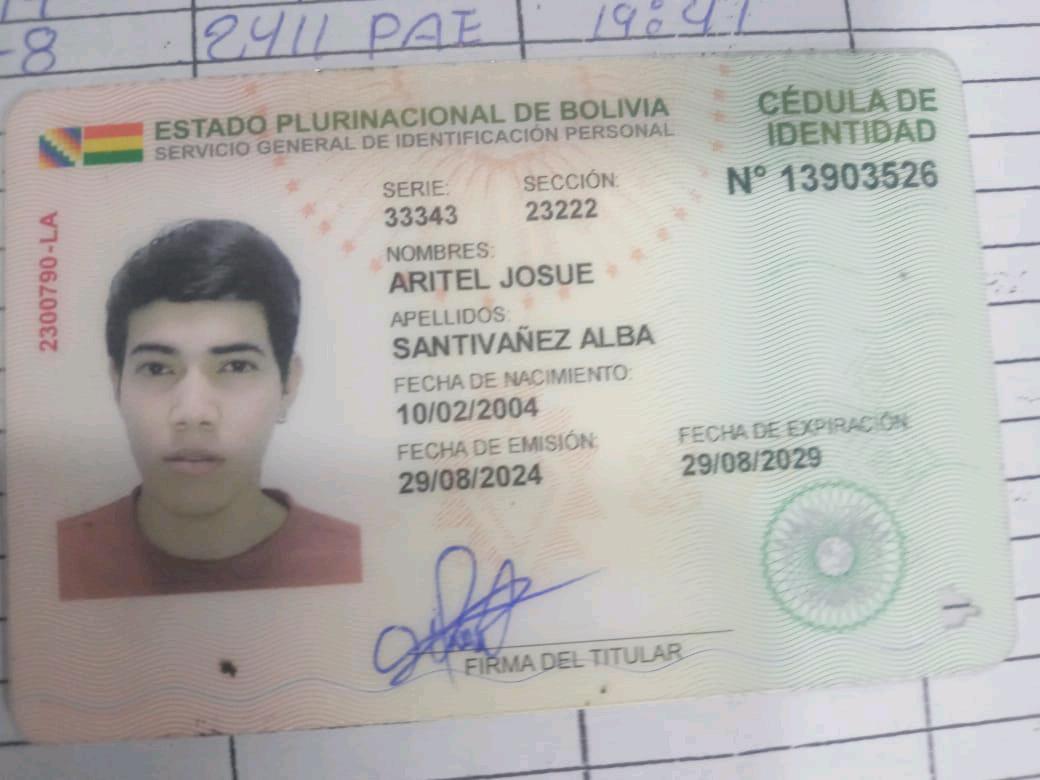 -8
2411 PAE
19:41
ESTADO PLURINACIONAL DE BOLIVIA
SERVICIO GENERAL DE IDENTIFICACIÓN PERSONAL
CÉDULA DE
IDENTIDAD
N° 13903526
2300790-LA
SERIE: SECCIÓN:
33343 23222
NOMBRES:
ARITEL JOSUE
APELLIDOS:
SANTIVAÑEZ ALBA
FECHA DE NACIMIENTO:
10/02/2004
FECHA DE EMISIÓN: FECHA DE EXPIRACIÓN:
29/08/2024 29/08/2029
FIRMA DEL TITULAR